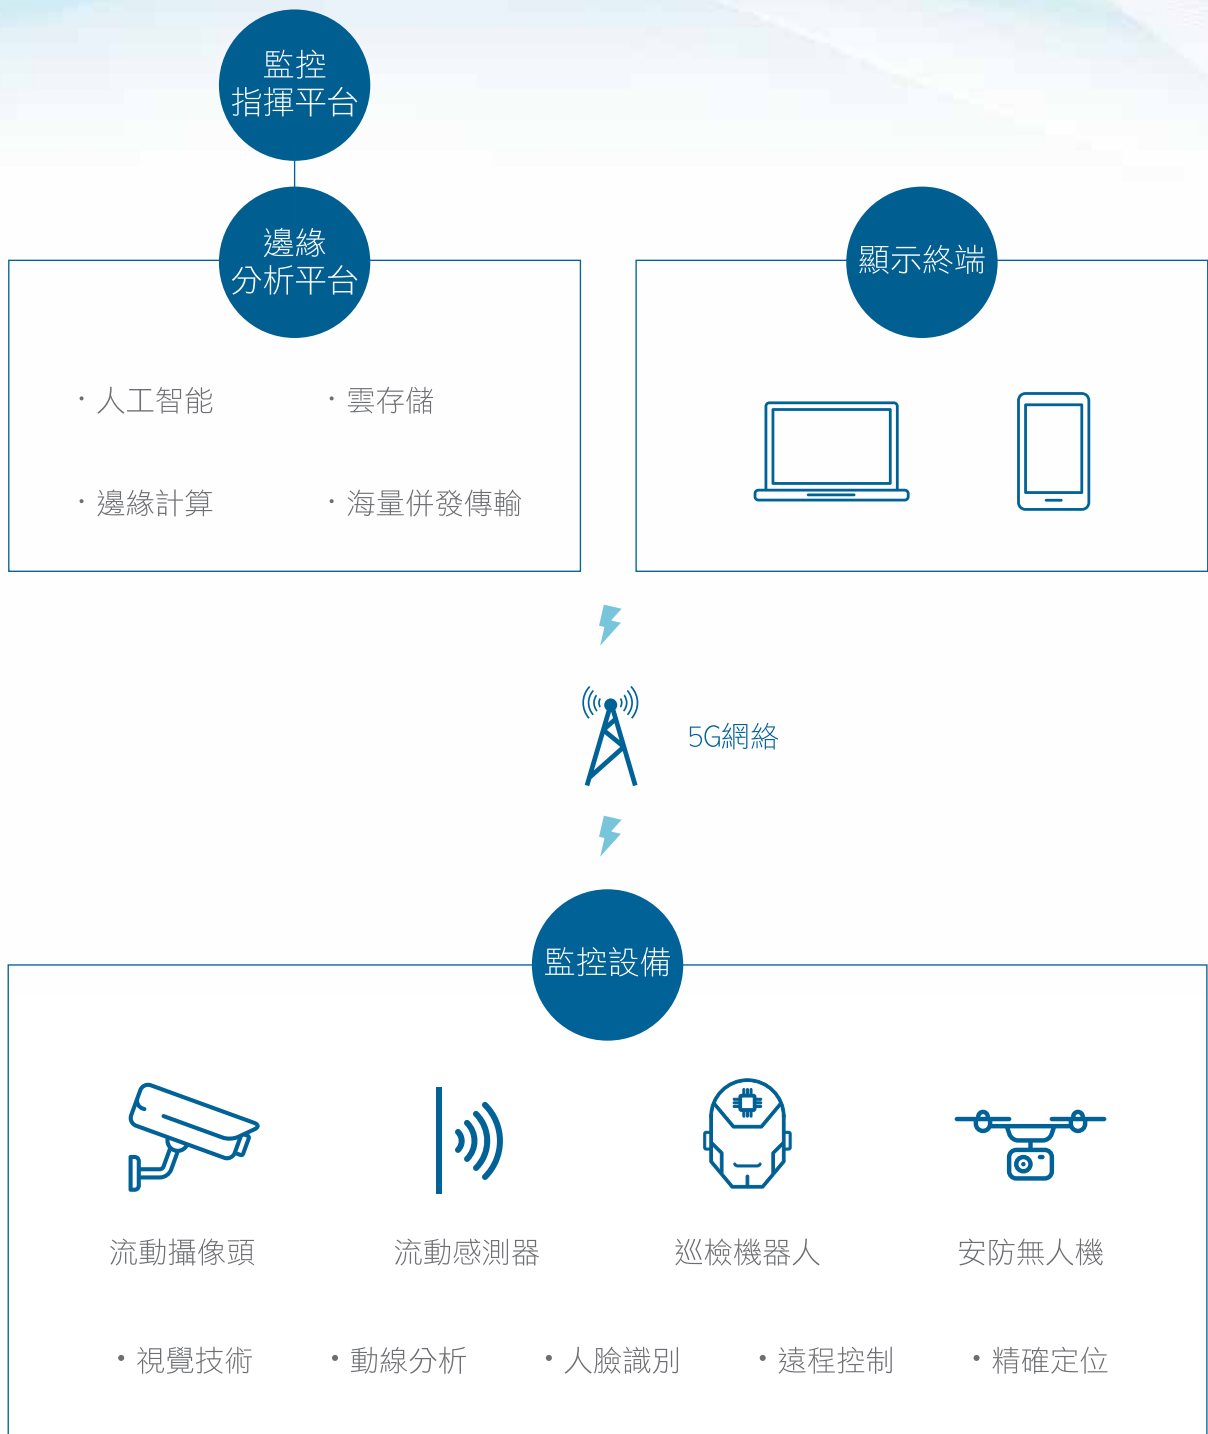 監控
指揮平台
邊緣
分析平台
顯示終端
・人工智能
・雲存儲
・邊緣計算
・海量併發傳輸
5G網絡
監控設備
流動攝像頭
流動感測器
巡檢機器人
安防無人機
・視覺技術
・動線分析
・人臉識別
・遠程控制
・精確定位